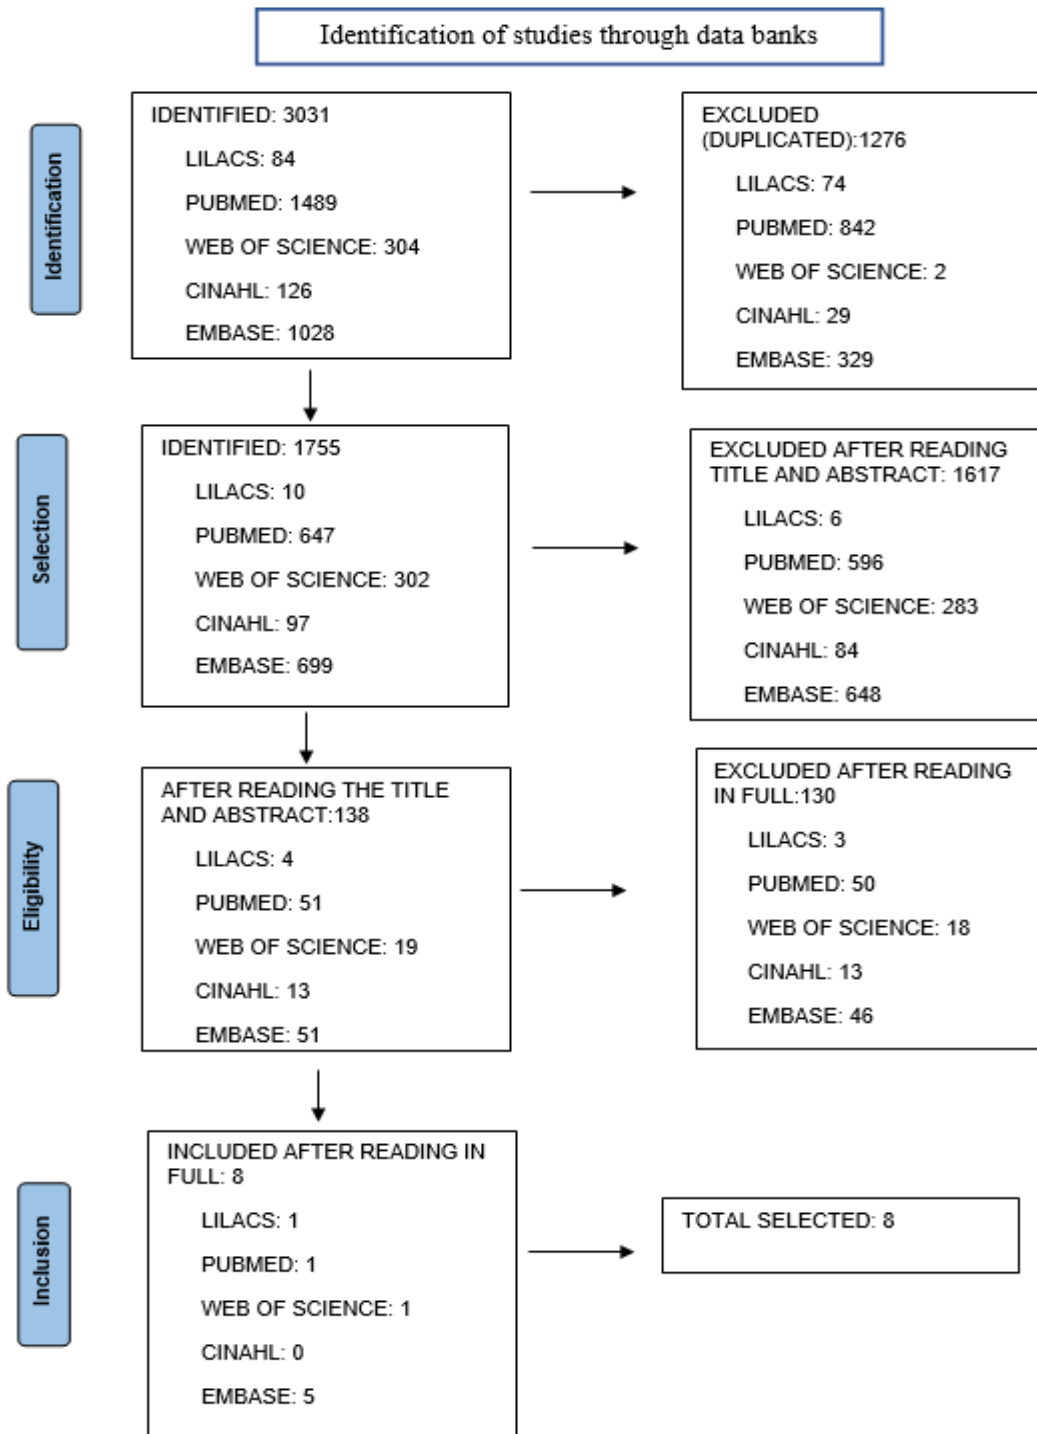 Identification of studies through data banks
Identification
IDENTIFIED: 3031
LILACS: 84
PUBMED: 1489
WEB OF SCIENCE: 304
CINAHL: 126
EMBASE: 1028
EXCLUDED
(DUPLICATED):1276
LILACS: 74
PUBMED: 842
WEB OF SCIENCE: 2
CINAHL: 29
EMBASE: 329
Selection
IDENTIFIED: 1755
LILACS: 10
PUBMED: 647
WEB OF SCIENCE: 302
CINAHL: 97
EMBASE: 699
EXCLUDED AFTER READING
TITLE AND ABSTRACT: 1617
LILACS: 6
PUBMED: 596
WEB OF SCIENCE: 283
CINAHL: 84
EMBASE: 648
Eligibility
AFTER READING THE TITLE
AND ABSTRACT:138
LILACS: 4
PUBMED: 51
WEB OF SCIENCE: 19
CINAHL: 13
EMBASE: 51
EXCLUDED AFTER READING
IN FULL:130
LILACS: 3
PUBMED: 50
WEB OF SCIENCE: 18
CINAHL: 13
EMBASE: 46
Inclusion
INCLUDED AFTER READING IN
FULL: 8
LILACS: 1
PUBMED: 1
WEB OF SCIENCE: 1
CINAHL: 0
EMBASE: 5
TOTAL SELECTED: 8